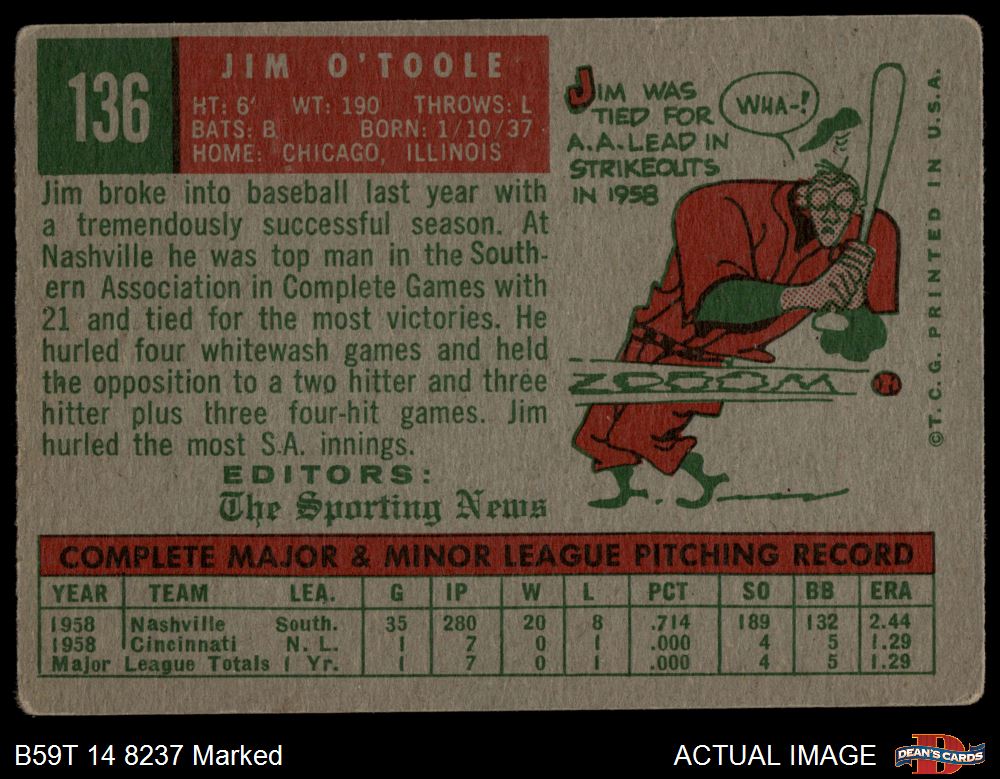 136
JIM O'TOOLE
HT: 6' WT: 190 THROWS: L
BATS: B BORN: 1/10/37
HOME: CHICAGO, ILLINOIS
Jim broke into baseball last year with
a tremendously successful season. At
Nashville he was top man in the South-
ern Association in Complete Games with
21 and tied for the most victories. He
hurled four whitewash games and held
the opposition to a two hitter and three
hitter plus three four-hit games. Jim
hurled the most S.A. innings.
EDITORS:
The Sporting News
JIM WAS
TIED FOR
A.A. LEAD IN
STRIKEOUTS
IN 1958
WHA-!
ZOOOOM
©T. C. G. PRINTED IN U.S.A.
COMPLETE MAJOR & MINOR LEAGUE PITCHING RECORD
YEAR TEAM LEA. G IP W L PCT SO BB ERA
1958 Nashville South. 35 280 20 8 .714 189 132 2.44
1958 Cincinnati N. L. 1 7 0 1 .000 4 5 1.29
Major League Totals 1 Yr. 1 7 0 1 .000 4 5 1.29
B59T 14 8237 Marked
ACTUAL IMAGE
DEAN'S CARDS